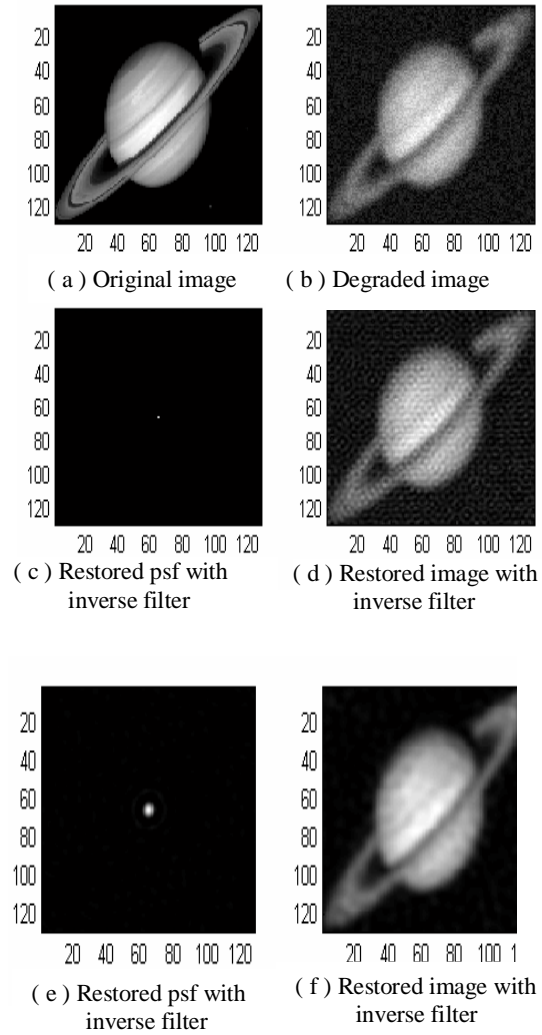 20
40
60
80
100
120
20 40 60 80 100 120
( a ) Original image
20
40
60
80
100
120
20 40 60 80 100 120
( b ) Degraded image
20
40
60
80
100
120
20 40 60 80 100 120
( c ) Restored psf with
inverse filter
20
40
60
80
100
120
20 40 60 80 100 120
( d ) Restored image with
inverse filter
20
40
60
80
100
120
20 40 60 80 100 120
( e ) Restored psf with
inverse filter
20
40
60
80
100
120
20 40 60 80 100 1
( f ) Restored image with
inverse filter